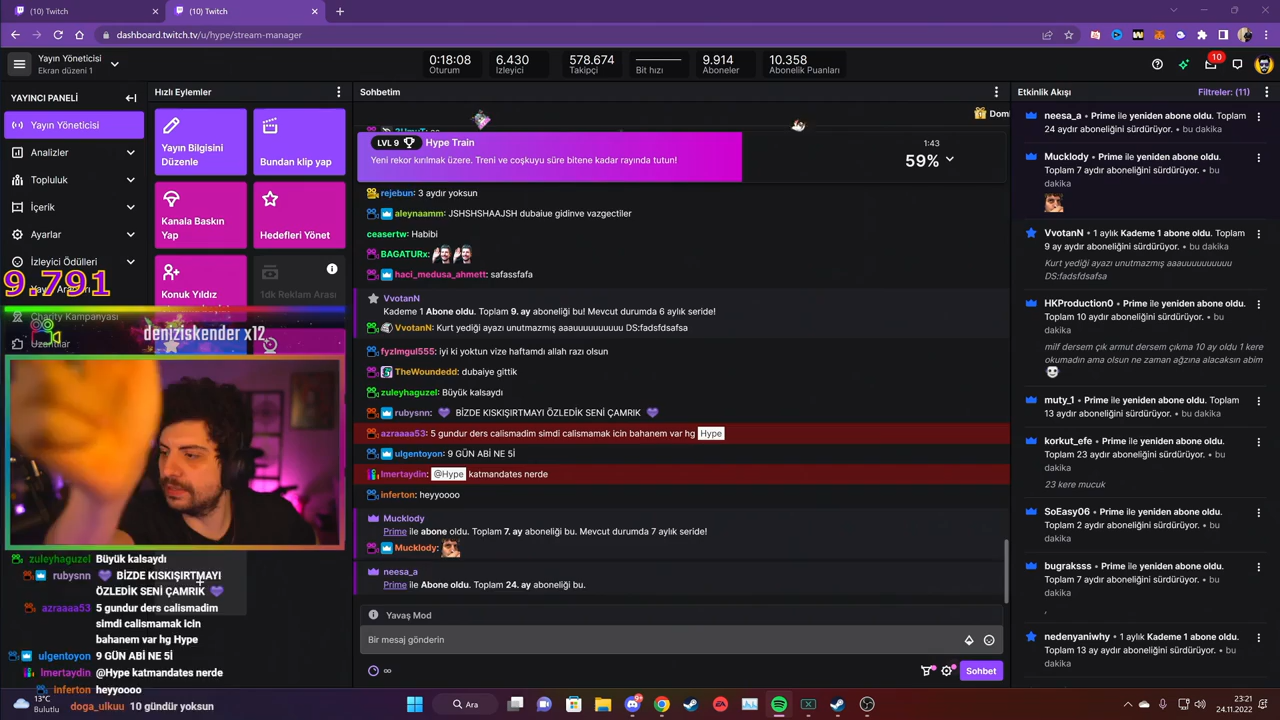 (10) Twitch
(10) Twitch
dashboard.twitch.tv/u/hype/stream-manager
Yayın Yöneticisi
Ekran düzeni 1
0:18:08
Oturum
6.430
İzleyici
578.674
Takipçi
Bit hızı
9.914
Aboneler
10.358
Abonelik Puanları
10
YAYINCI PANELİ
Yayın Yöneticisi
Analizler
Topluluk
İçerik
Ayarlar
İzleyici Ödülleri
9.791
Charity Kampanyası
Uzantılar
deniziskender x12
Hızlı Eylemler
Yayın Bilgisini
Düzenle
Bundan klip yap
Kanala Baskın
Yap
Hedefleri Yönet
Konuk Yıldız
1dk Reklam Arası
zuleyhaguzel Büyük kalsaydı
rubysnn BİZDE KISKIŞIRTMAYI
ÖZLEDİK SENİ ÇAMRIK
azraaaa53 5 gundur ders calismadim
simdi calismamak icin
bahanem var hg Hype
ulgentoyon 9 GÜN ABİ NE 5İ
lmertaydin @Hype katmandates nerde
inferton heyyoooo
doga_ulkuu 10 gündür yoksun
Sohbetim
LVL 9 Hype Train
Yeni rekor kırılmak üzere. Treni ve coşkuyu süre bitene kadar rayında tutun!
1:43
59%
rejebun: 3 aydır yoksun
aleynaamm: JSHSHSHAAJSH dubaiue gidinve vazgectiler
ceasertw: Habibi
BAGATURx:
haci_medusa_ahmett: safassfafa
VvotanN
Kademe 1 Abone oldu. Toplam 9. ay aboneliği bu! Mevcut durumda 6 aylık seride!
VvotanN: Kurt yediği ayazı unutmazmış aaauuuuuuuuuu DS:fadsfdsafsa
fyzlmgul555: iyi ki yoktun vize haftamdı allah razı olsun
TheWoundedd: dubaiye gittik
zuleyhaguzel: Büyük kalsaydı
rubysnn: BİZDE KISKIŞIRTMAYI ÖZLEDİK SENİ ÇAMRIK
azraaaa53: 5 gundur ders calismadim simdi calismamak icin bahanem var hg Hype
ulgentoyon: 9 GÜN ABİ NE 5İ
lmertaydin: @Hype katmandates nerde
inferton: heyyoooo
Mucklody
Prime ile abone oldu. Toplam 7. ay aboneliği bu. Mevcut durumda 7 aylık seride!
Mucklody:
neesa_a
Prime ile Abone oldu. Toplam 24. ay aboneliği bu.
Yavaş Mod
Bir mesaj gönderin
Sohbet
Etkinlik Akışı
Filtreler: (11)
neesa_a • Prime ile yeniden abone oldu. Toplam
24 aydır aboneliğini sürdürüyor. • bu dakika
Mucklody • Prime ile yeniden abone oldu.
Toplam 7 aydır aboneliğini sürdürüyor. • bu
dakika
VvotanN • 1 aylık Kademe 1 abone oldu. Toplam
9 ay aydır aboneliğini sürdürüyor. • bu dakika
Kurt yediği ayazı unutmazmış aaauuuuuuuuuu
DS:fadsfdsafsa
HKProduction0 • Prime ile yeniden abone oldu.
Toplam 10 aydır aboneliğini sürdürüyor. • bu
dakika
milf dersem çık armut dersem çıkma 10 ay oldu 1 kere
okumadın ama olsun ne zaman ağzına alacaksın abim
muty_1 • Prime ile yeniden abone oldu. Toplam
13 aydır aboneliğini sürdürüyor. • bu dakika
korkut_efe • Prime ile yeniden abone oldu.
Toplam 23 aydır aboneliğini sürdürüyor. • bu
dakika
23 kere mucuk
SoEasy06 • Prime ile yeniden abone oldu.
Toplam 2 aydır aboneliğini sürdürüyor. • bu
dakika
bugraksss • Prime ile yeniden abone oldu.
Toplam 7 aydır aboneliğini sürdürüyor. • bu
dakika
,
nedenyaniwhy • 1 aylık Kademe 1 abone oldu.
Toplam 13 ay aydır aboneliğini sürdürüyor. • bu
dakika
13°C
Bulutlu
Ara
23:21
24.11.2022